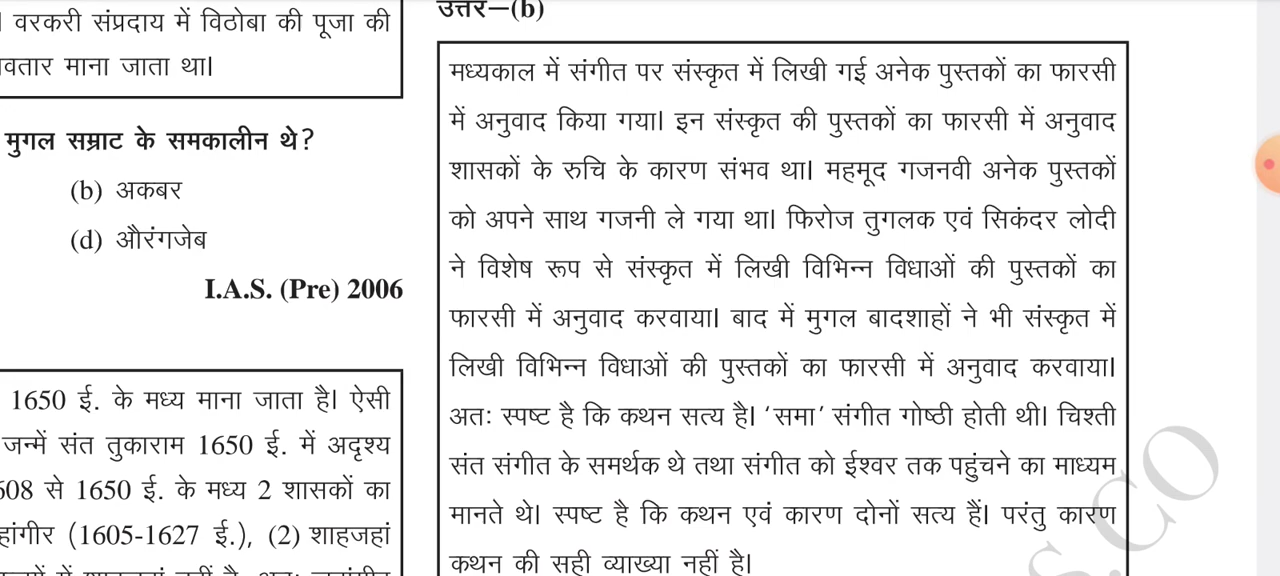 । वरकरी संप्रदाय में विठोबा की पूजा की
वतार माना जाता था।
मुगल सम्राट के समकालीन थे?
(b) अकबर
(d) औरंगजेब
I.A.S. (Pre) 2006
1650 ई. के मध्य माना जाता है। ऐसी
जन्में संत तुकाराम 1650 ई. में अदृश्य
608 से 1650 ई. के मध्य 2 शासकों का
हांगीर (1605-1627 ई.), (2) शाहजहां
उत्तर—(b)
मध्यकाल में संगीत पर संस्कृत में लिखी गई अनेक पुस्तकों का फारसी
में अनुवाद किया गया। इन संस्कृत की पुस्तकों का फारसी में अनुवाद
शासकों के रुचि के कारण संभव था। महमूद गजनवी अनेक पुस्तकों
को अपने साथ गजनी ले गया था। फिरोज तुगलक एवं सिकंदर लोदी
ने विशेष रूप से संस्कृत में लिखी विभिन्न विधाओं की पुस्तकों का
फारसी में अनुवाद करवाया। बाद में मुगल बादशाहों ने भी संस्कृत में
लिखी विभिन्न विधाओं की पुस्तकों का फारसी में अनुवाद करवाया।
अतः स्पष्ट है कि कथन सत्य है। ‘समा’ संगीत गोष्ठी होती थी। चिश्ती
संत संगीत के समर्थक थे तथा संगीत को ईश्वर तक पहुंचने का माध्यम
मानते थे। स्पष्ट है कि कथन एवं कारण दोनों सत्य हैं। परंतु कारण
कथन की सही व्याख्या नहीं है।
S.CO